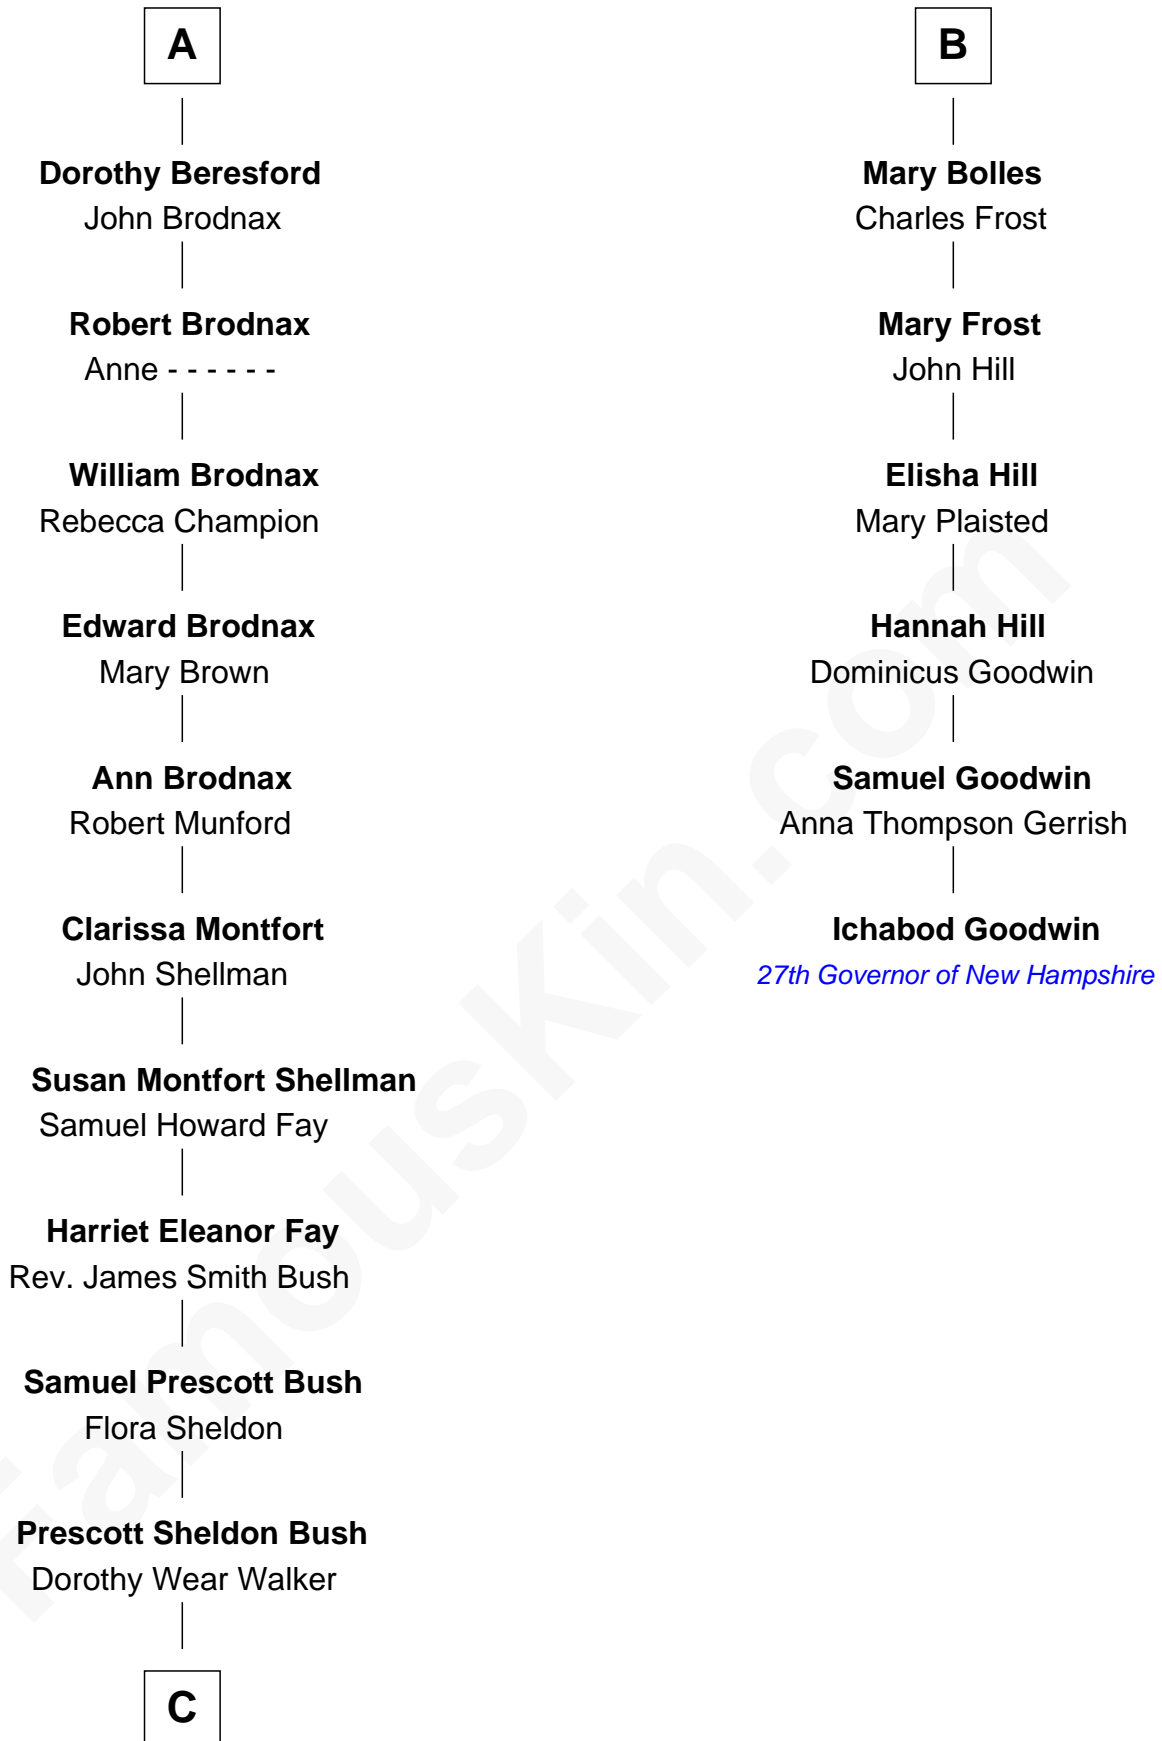 A
Dorothy Beresford
John Brodnax
Robert Brodnax
Anne - - - - - -
William Brodnax
Rebecca Champion
Edward Brodnax
Mary Brown
Ann Brodnax
Robert Munford
Clarissa Montfort
John Shellman
Susan Montfort Shellman
Samuel Howard Fay
Harriet Eleanor Fay
Rev. James Smith Bush
Samuel Prescott Bush
Flora Sheldon
Prescott Sheldon Bush
Dorothy Wear Walker
C
B
Mary Bolles
Charles Frost
Mary Frost
John Hill
Elisha Hill
Mary Plaisted
Hannah Hill
Dominicus Goodwin
Samuel Goodwin
Anna Thompson Gerrish
Ichabod Goodwin
27th Governor of New Hampshire
FamousKin.com